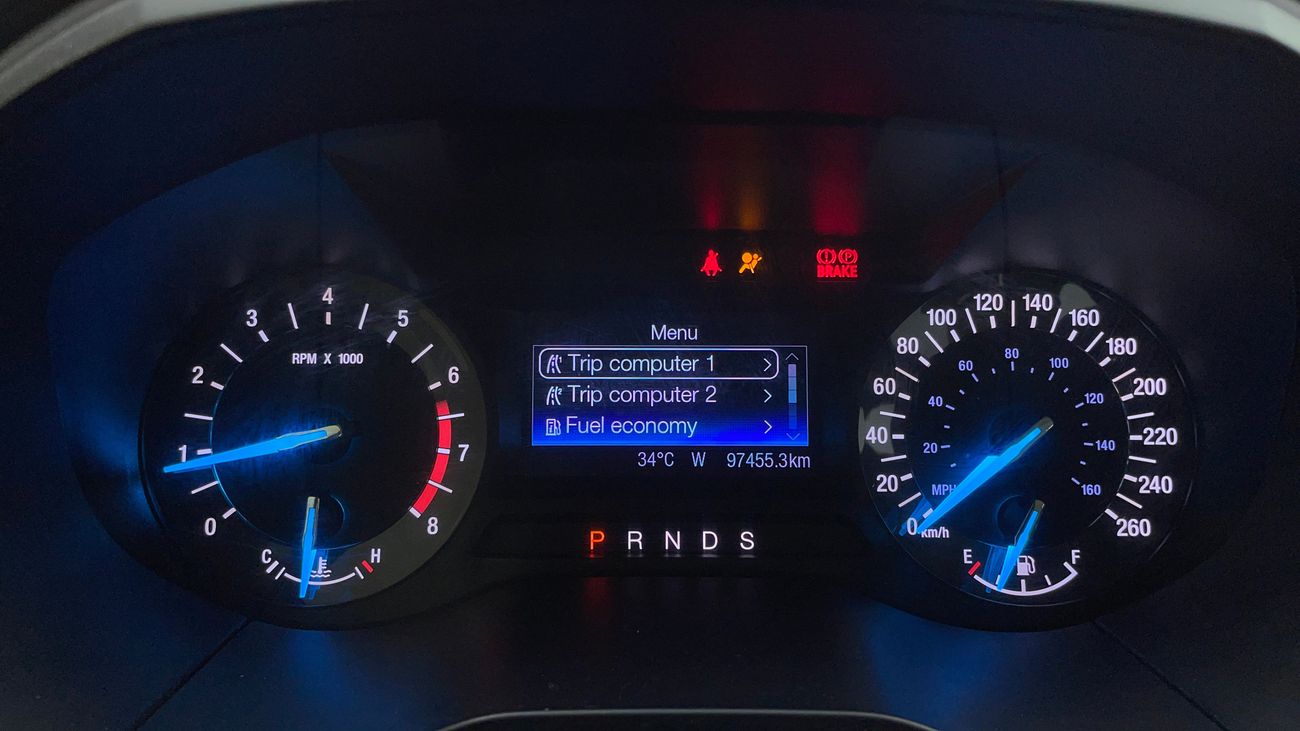 4
3 5
2 6
1 7
0 8
RPM X 1000
C H
BRAKE
Menu
Trip computer 1
Trip computer 2
Fuel economy
34°C W 97455.3km
P R N D S
120 140
100 160
80 180
60 200
40 220
20 240
0 260
80
60 100
40 120
20 140
MPH 160
km/h
E F